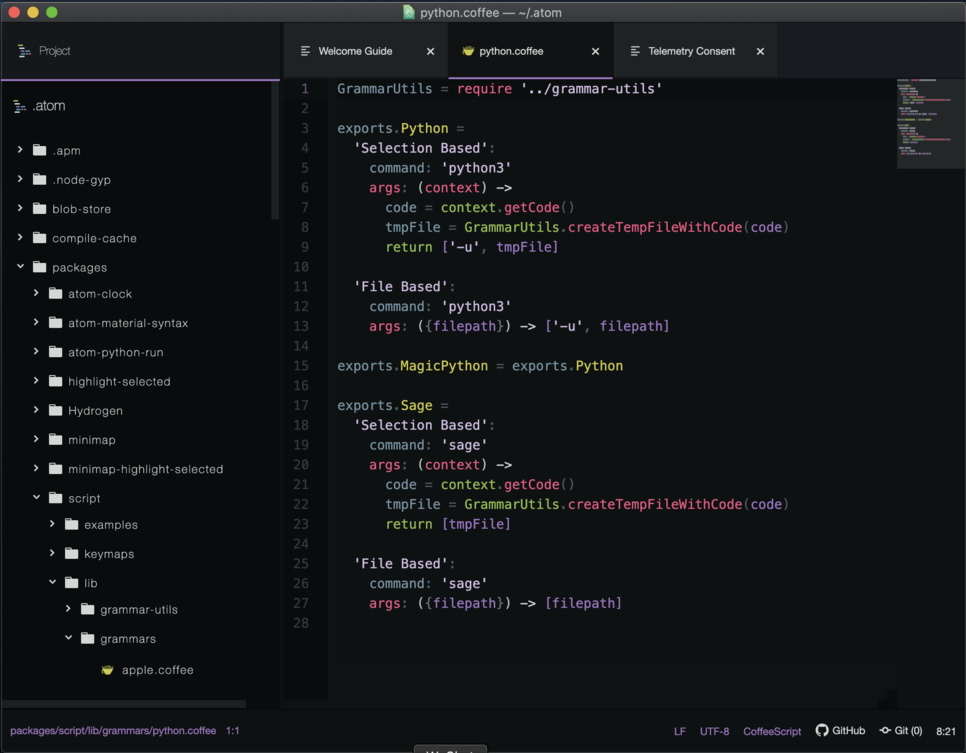 python.coffee — ~/.atom
Project
Welcome Guide
python.coffee
Telemetry Consent
.atom
.apm
.node-gyp
blob-store
compile-cache
packages
atom-clock
atom-material-syntax
atom-python-run
highlight-selected
Hydrogen
minimap
minimap-highlight-selected
script
examples
keymaps
lib
grammar-utils
grammars
apple.coffee
1 GrammarUtils = require '../grammar-utils'
2
3 exports.Python =
4 'Selection Based':
5 command: 'python3'
6 args: (context) ->
7 code = context.getCode()
8 tmpFile = GrammarUtils.createTempFileWithCode(code)
9 return ['-u', tmpFile]
10
11 'File Based':
12 command: 'python3'
13 args: ({filepath}) -> ['-u', filepath]
14
15 exports.MagicPython = exports.Python
16
17 exports.Sage =
18 'Selection Based':
19 command: 'sage'
20 args: (context) ->
21 code = context.getCode()
22 tmpFile = GrammarUtils.createTempFileWithCode(code)
23 return [tmpFile]
24
25 'File Based':
26 command: 'sage'
27 args: ({filepath}) -> [filepath]
28
packages/script/lib/grammars/python.coffee 1:1
LF UTF-8 CoffeeScript GitHub Git (0) 8:21